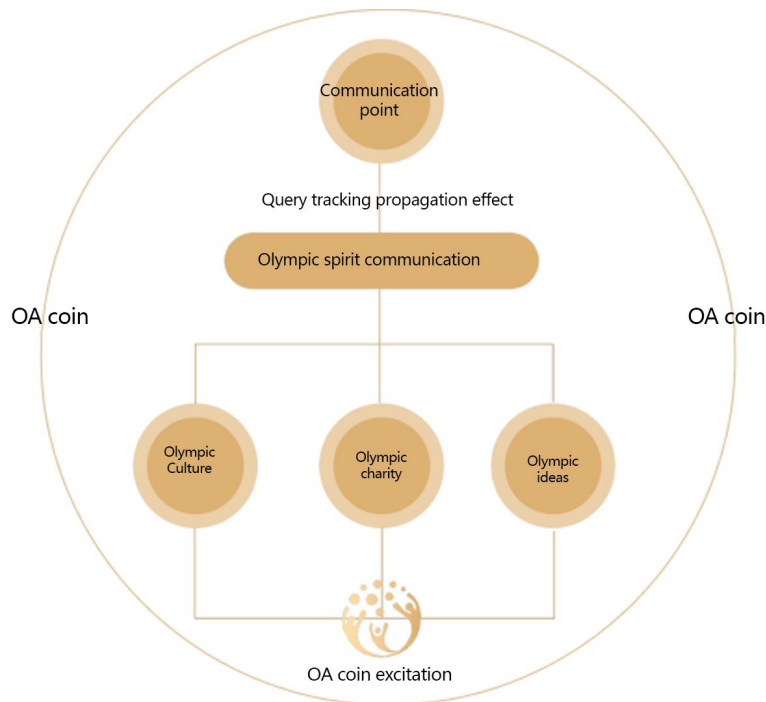 Communication
point
Query tracking propagation effect
Olympic spirit communication
OA coin
OA coin
Olympic
Culture
Olympic
charity
Olympic
ideas
OA coin excitation